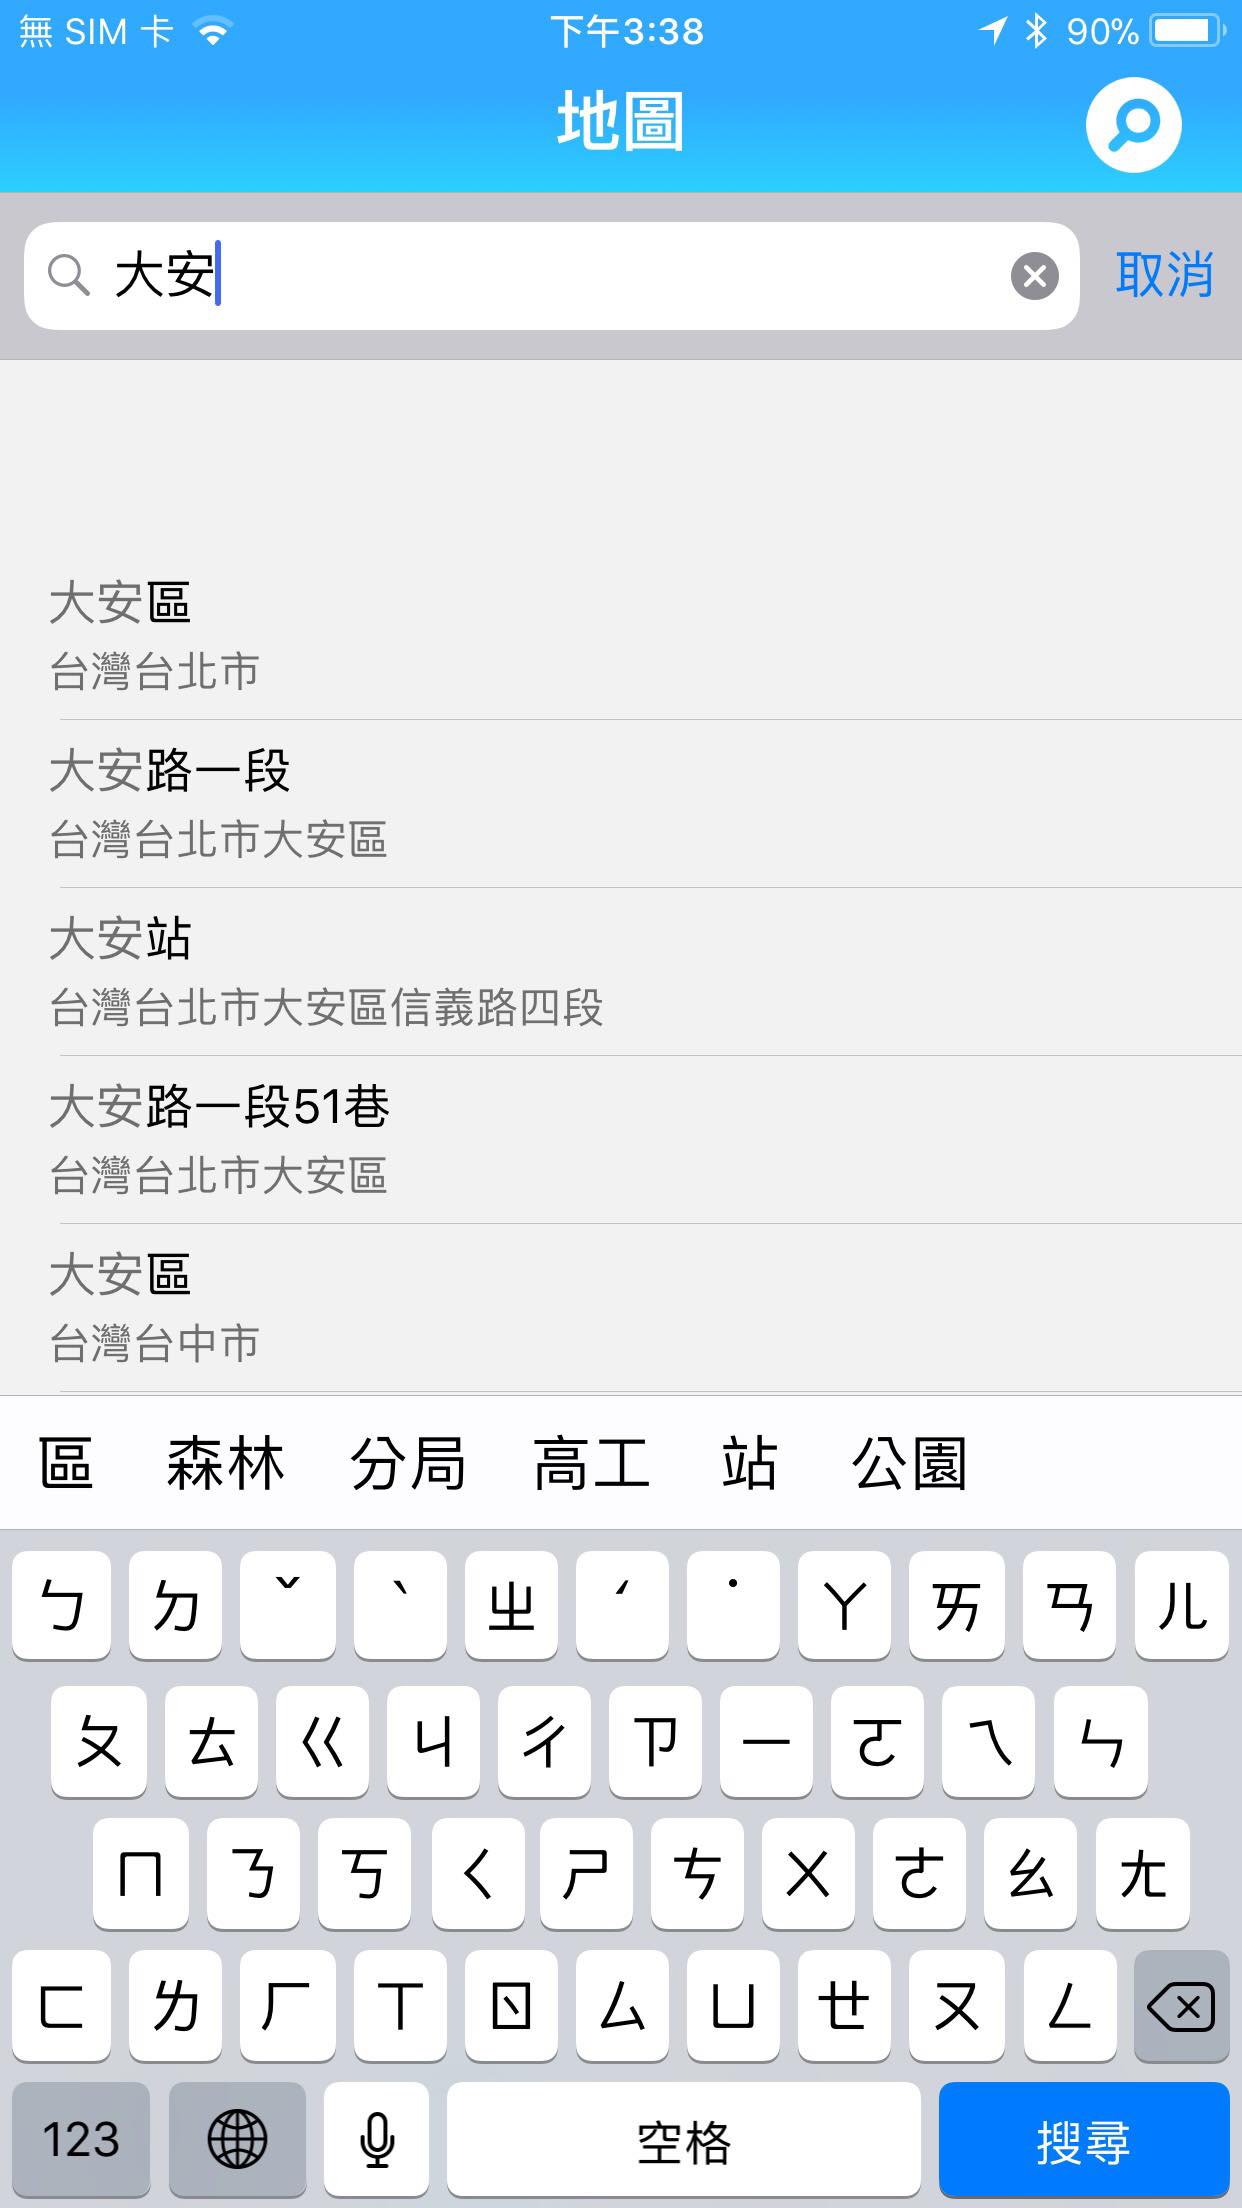 無 SIM 卡 下午3:38 90%
地圖
大安 取消
大安區
台灣台北市
大安路一段
台灣台北市大安區
大安站
台灣台北市大安區信義路四段
大安路一段51巷
台灣台北市大安區
大安區
台灣台中市
區 森林 分局 高工 站 公園
ㄅ ㄉ ˇ ˋ ㄓ ˊ ˙ ㄚ ㄞ ㄢ ㄦ
ㄆ ㄊ ㄍ ㄐ ㄔ ㄗ ㄧ ㄛ ㄟ ㄣ
ㄇ ㄋ ㄎ ㄑ ㄕ ㄘ ㄨ ㄜ ㄠ ㄤ
ㄈ ㄌ ㄏ ㄒ ㄖ ㄙ ㄩ ㄝ ㄡ ㄥ
123 空格 搜尋